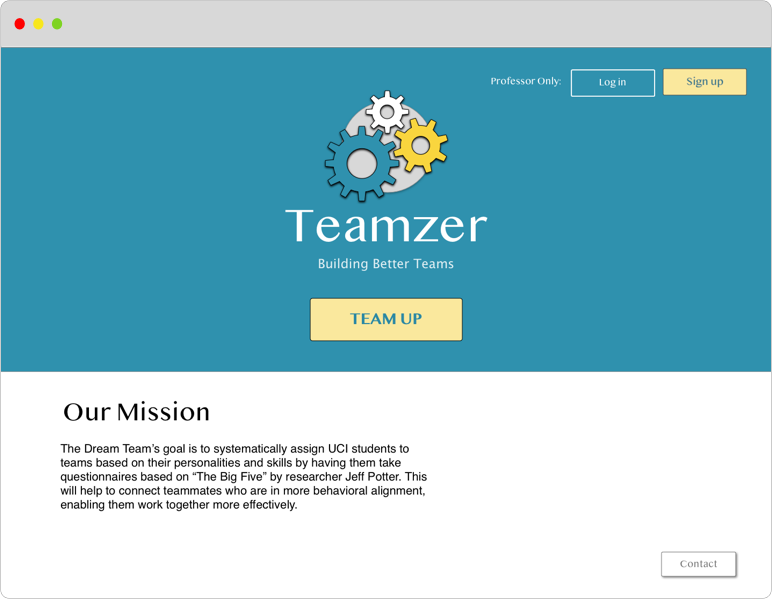 Professor Only:
Log in
Sign up
Teamzer
Building Better Teams
TEAM UP
Our Mission
The Dream Team's goal is to systematically assign UCI students to
teams based on their personalities and skills by having them take
questionnaires based on “The Big Five” by researcher Jeff Potter. This
will help to connect teammates who are in more behavioral alignment,
enabling them work together more effectively.
Contact